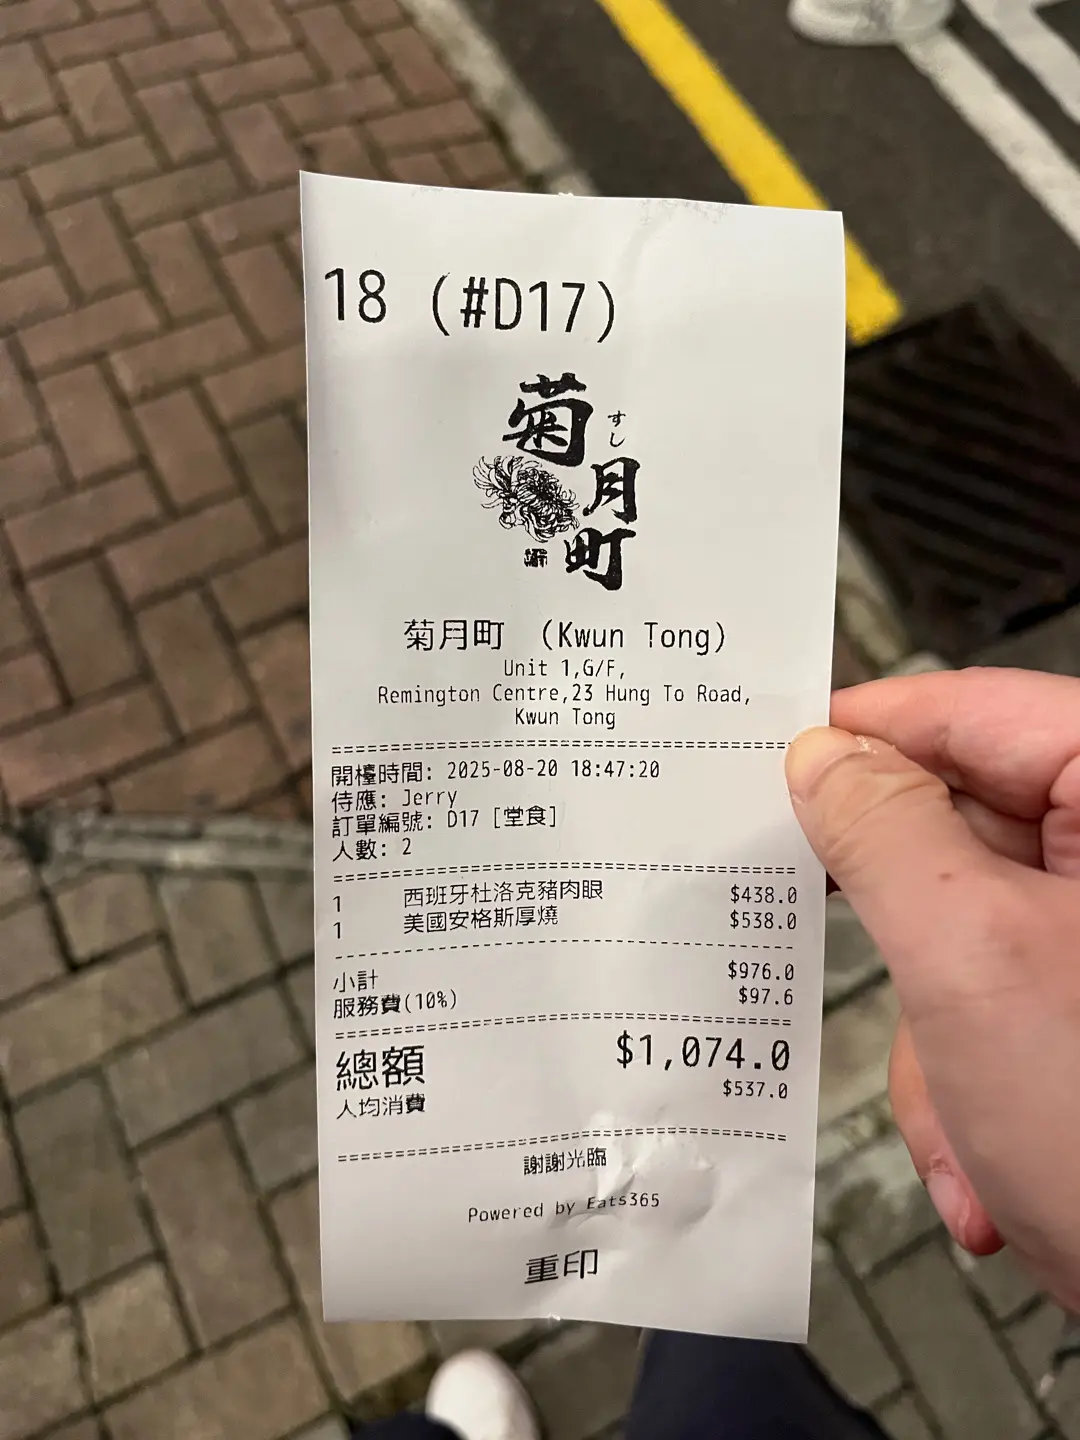 18 (#D17)
菊月町
すし
菊月町 (Kwun Tong)
Unit 1,G/F,
Remington Centre,23 Hung To Road,
Kwun Tong
開檯時間: 2025-08-20 18:47:20
侍應: Jerry
訂單編號: D17 [堂食]
人數: 2
1 西班牙杜洛克豬肉眼 $438.0
1 美國安格斯厚燒 $538.0
小計 $976.0
服務費(10%) $97.6
總額 $1,074.0
人均消費 $537.0
謝謝光臨
Powered by Eats365
重印